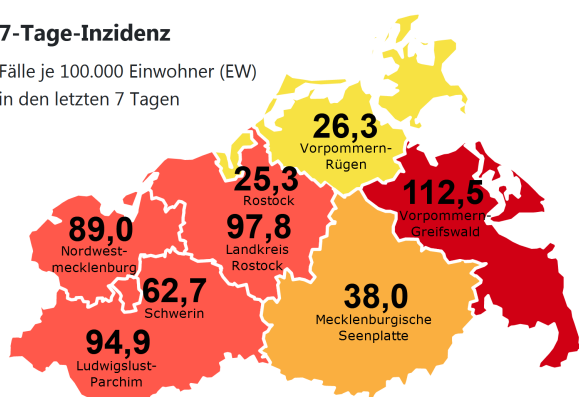 7-Tage-Inzidenz
Fälle je 100.000 Einwohner (EW)
in den letzten 7 Tagen
26,3
Vorpommern-
Rügen
25,3
Rostock
112,5
Vorpommern-
Greifswald
89,0
Nordwest-
mecklenburg
97,8
Landkreis
Rostock
62,7
Schwerin
38,0
Mecklenburgische
Seenplatte
94,9
Ludwigslust-
Parchim